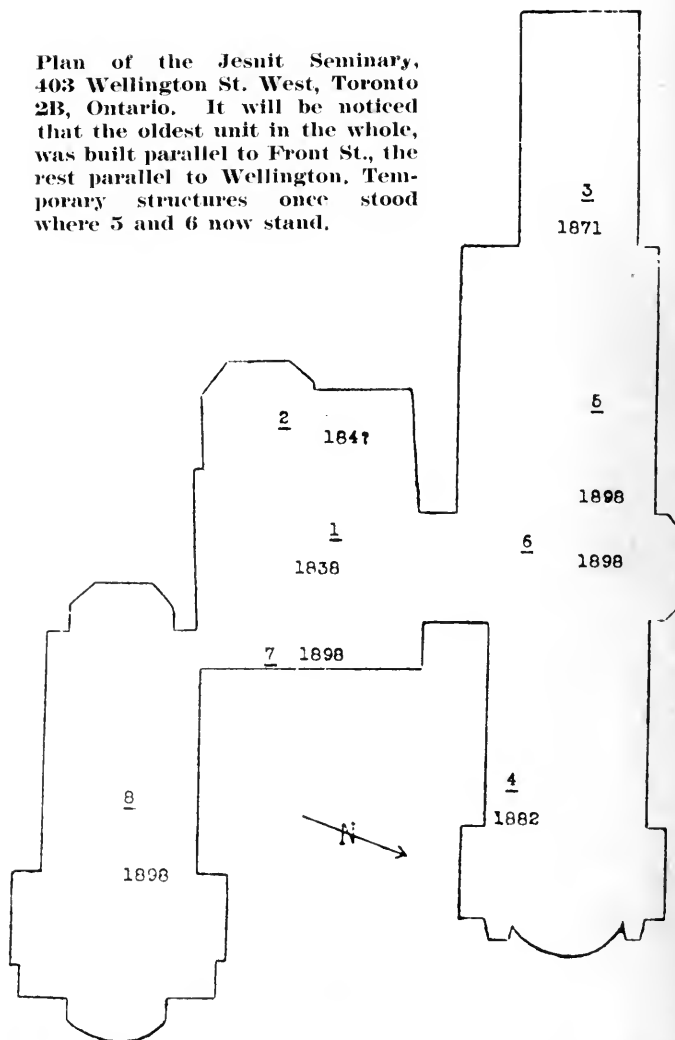 Plan of the Jesuit Seminary,
403 Wellington St. West, Toronto
2B, Ontario. It will be noticed
that the oldest unit in the whole,
was built parallel to Front St., the
rest parallel to Wellington. Tem-
porary structures once stood
where 5 and 6 now stand.
3
1871
2
184?
5
1898
1
1838
6
1898
7 1898
8
1898
4
1882
N